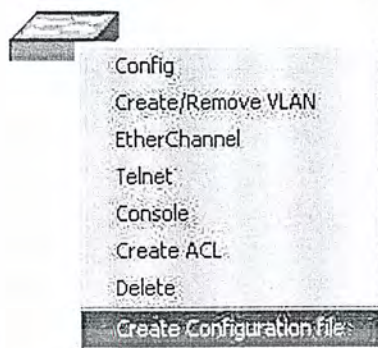 Config
Create/Remove VLAN
EtherChannel
Telnet
Console
Create ACL
Delete
Create Configuration file